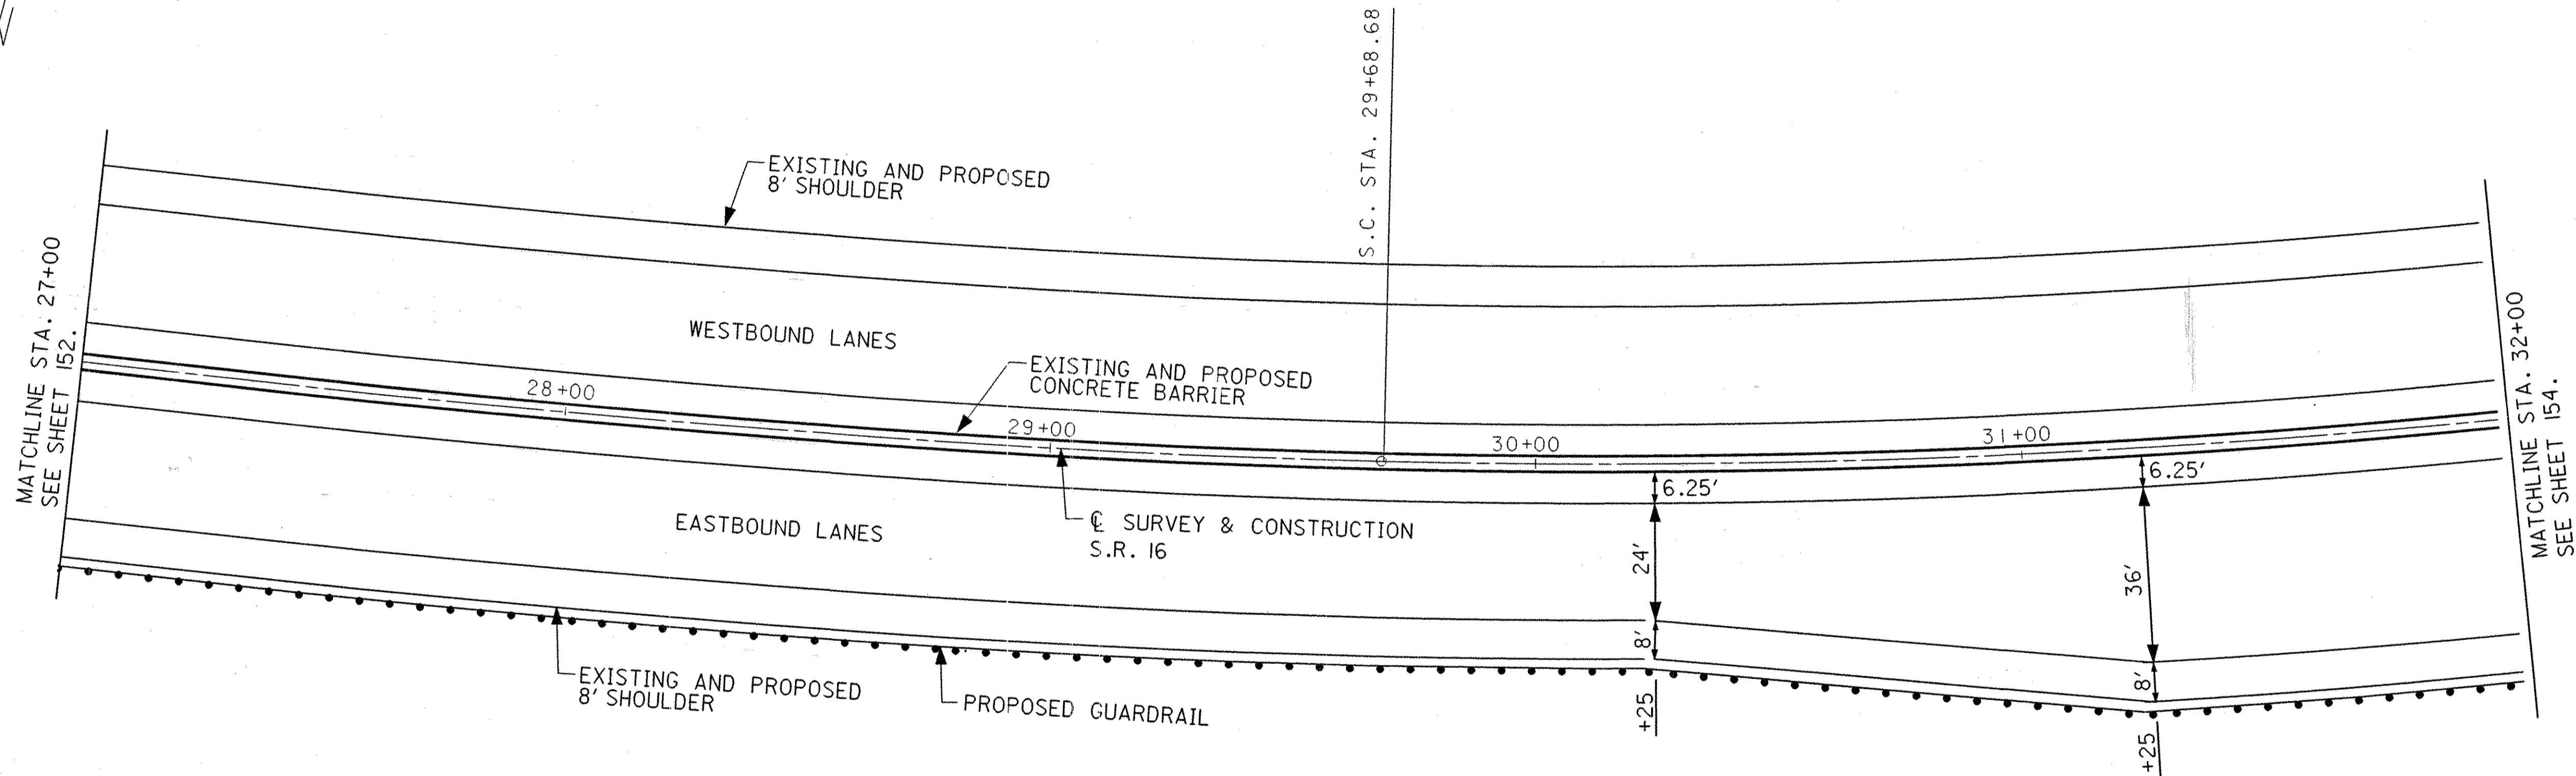 S.C. STA. 29+68.68
EXISTING AND PROPOSED
8' SHOULDER
MATCHLINE STA. 27+00
SEE SHEET 152.
WESTBOUND LANES
EXISTING AND PROPOSED
CONCRETE BARRIER
28+00
29+00
30+00
31+00
MATCHLINE STA. 32+00
SEE SHEET 154.
6.25'
6.25'
EASTBOUND LANES
℄ SURVEY & CONSTRUCTION
S.R. 16
24'
36'
8'
8'
EXISTING AND PROPOSED
8' SHOULDER
PROPOSED GUARDRAIL
+25
+25